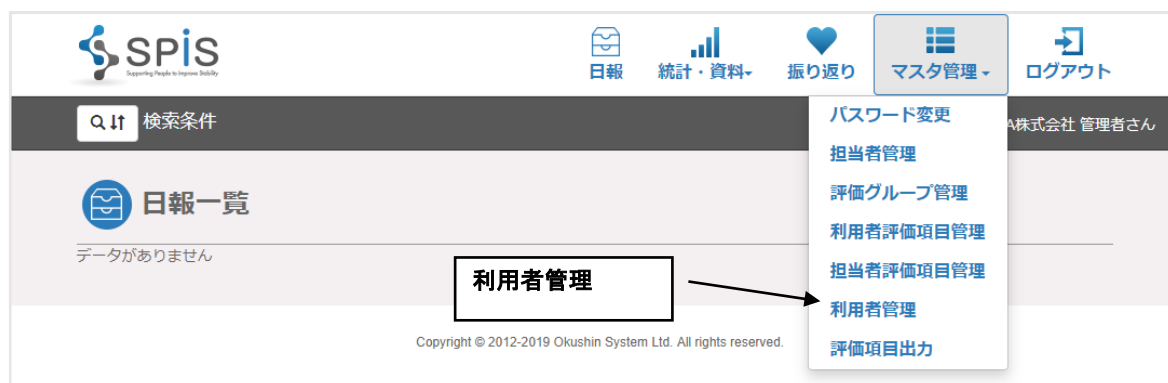 SPiS
Supporting People to Improve Stability
日報
統計・資料
振り返り
マスタ管理
ログアウト
検索条件
A株式会社 管理者さん
パスワード変更
担当者管理
評価グループ管理
利用者評価項目管理
担当者評価項目管理
利用者管理
評価項目出力
日報一覧
データがありません
利用者管理
Copyright © 2012-2019 Okushin System Ltd. All rights reserved.